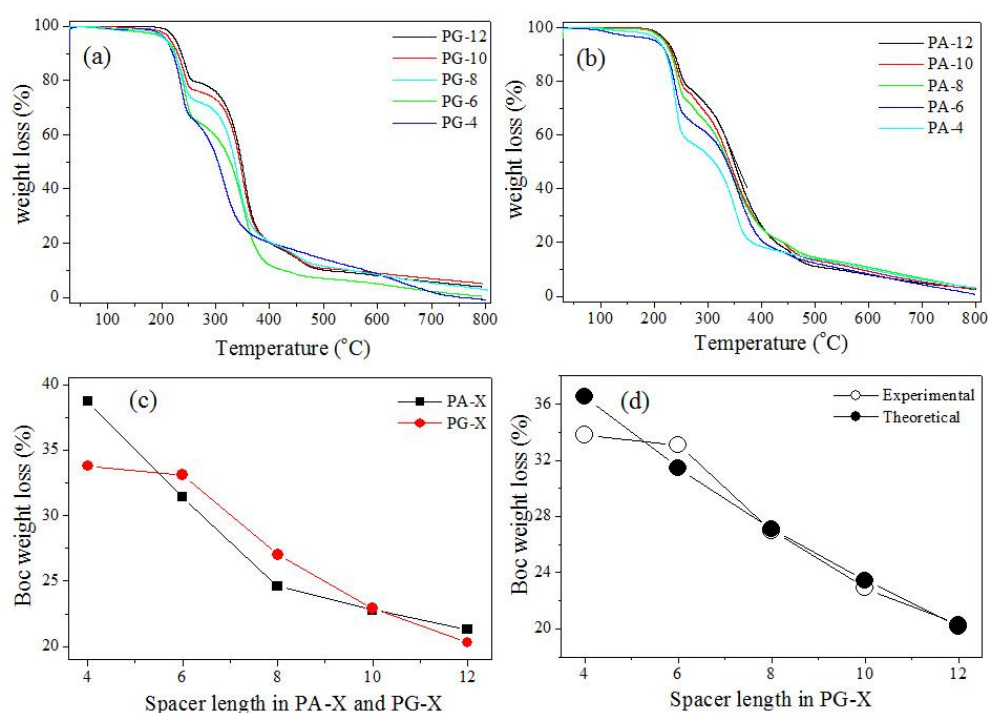 (a)
PG-12
PG-10
PG-8
PG-6
PG-4
weight loss (%)
100
80
60
40
20
0
100 200 300 400 500 600 700 800
Temperature (°C)
(b)
PA-12
PA-10
PA-8
PA-6
PA-4
weight loss (%)
100
80
60
40
20
0
100 200 300 400 500 600 700 800
Temperature (°C)
(c)
PA-X
PG-X
Boc weight loss (%)
40
35
30
25
20
4 6 8 10 12
Spacer length in PA-X and PG-X
(d)
Experimental
Theoretical
Boc weight loss (%)
36
32
28
24
20
4 6 8 10 12
Spacer length in PG-X